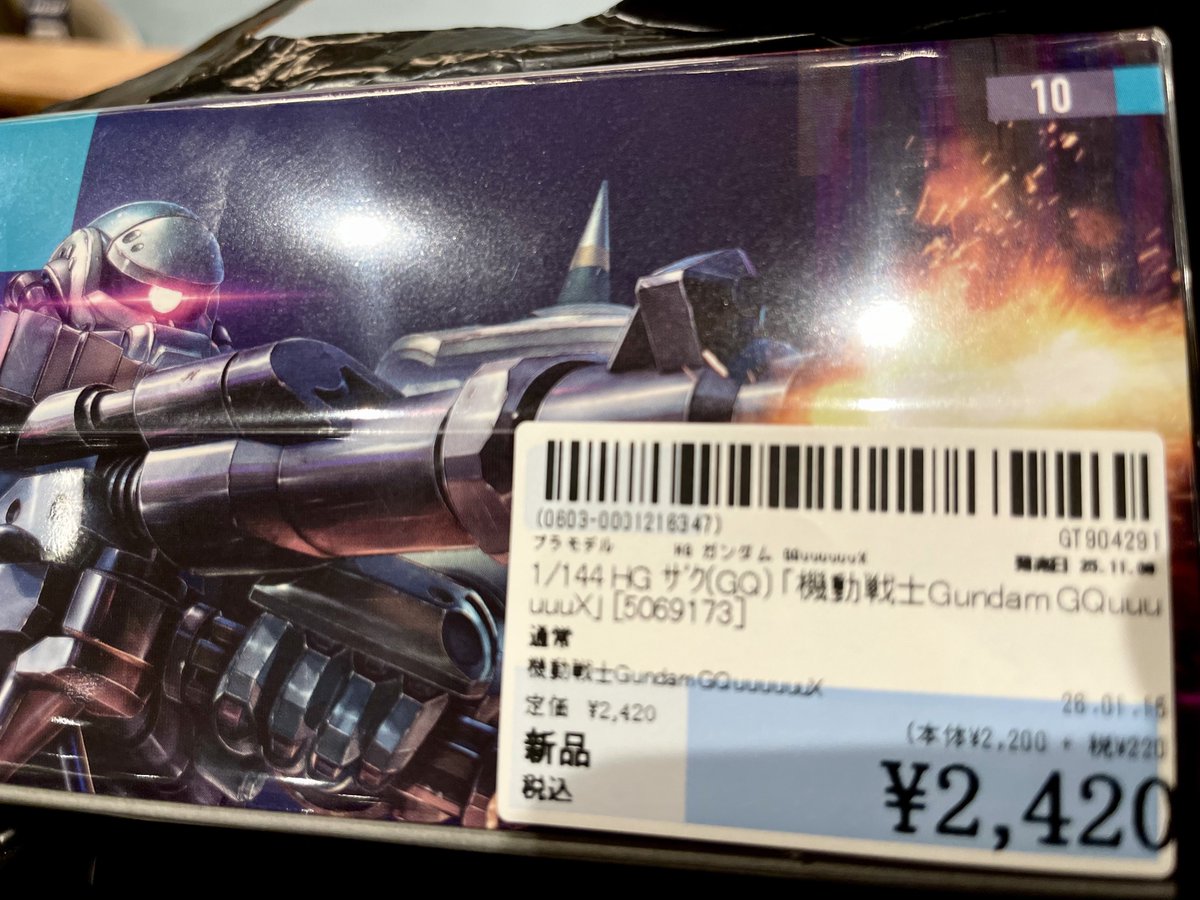 10
(0603-0001216347)
GT904291
プラモデル HG ガンダム GQuuuuuuX
発売日 25.11.08
1/144 HG ザク(GQ)「機動戦士Gundam GQuuu
uuuX」 [5069173]
通常
機動戦士Gundam GQuuuuuuX
26.01.16
定価 ¥2,420
(本体¥2,200 + 税¥220
新品
税込
¥2,420